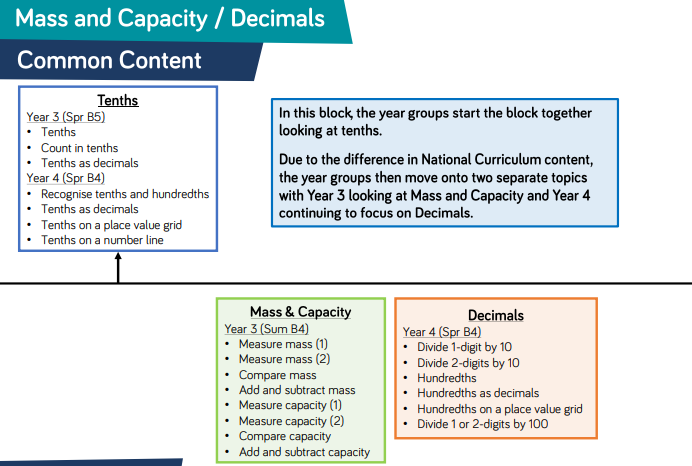 Mass and Capacity / Decimals
Common Content
Tenths
Year 3 (Spr B5)
• Tenths
• Count in tenths
• Tenths as decimals
Year 4 (Spr B4)
• Recognise tenths and hundredths
• Tenths as decimals
• Tenths on a place value grid
• Tenths on a number line
In this block, the year groups start the block together
looking at tenths.
Due to the difference in National Curriculum content,
the year groups then move onto two separate topics
with Year 3 looking at Mass and Capacity and Year 4
continuing to focus on Decimals.
Mass & Capacity
Year 3 (Sum B4)
• Measure mass (1)
• Measure mass (2)
• Compare mass
• Add and subtract mass
• Measure capacity (1)
• Measure capacity (2)
• Compare capacity
• Add and subtract capacity
Decimals
Year 4 (Spr B4)
• Divide 1-digit by 10
• Divide 2-digits by 10
• Hundredths
• Hundredths as decimals
• Hundredths on a place value grid
• Divide 1 or 2-digits by 100